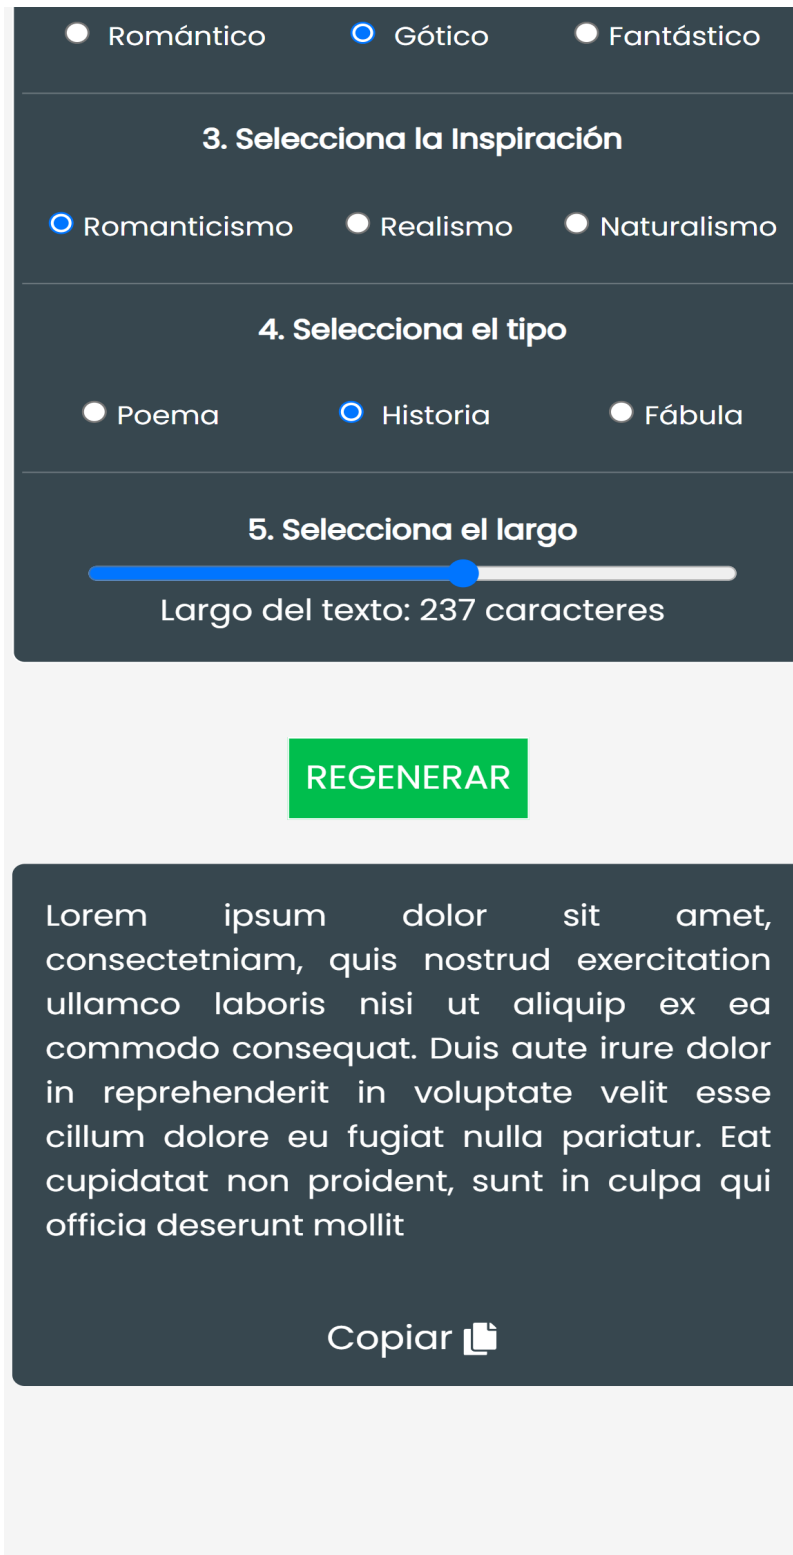 Romántico Gótico Fantástico
3. Selecciona la Inspiración
Romanticismo Realismo Naturalismo
4. Selecciona el tipo
Poema Historia Fábula
5. Selecciona el largo
Largo del texto: 237 caracteres
REGENERAR
Lorem ipsum dolor sit amet,
consectetniam, quis nostrud exercitation
ullamco laboris nisi ut aliquip ex ea
commodo consequat. Duis aute irure dolor
in reprehenderit in voluptate velit esse
cillum dolore eu fugiat nulla pariatur. Eat
cupidatat non proident, sunt in culpa qui
officia deserunt mollit
Copiar